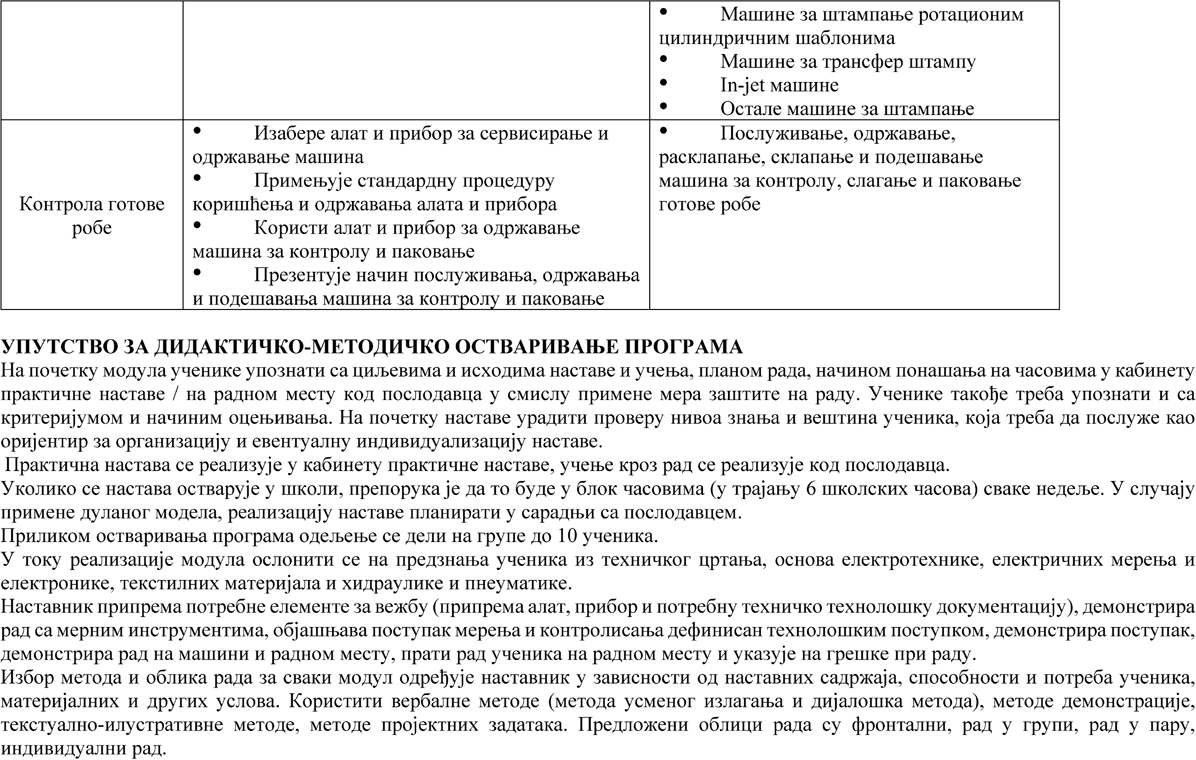 • Машине за штампање ротационим
цилиндричним шаблонима
• Машине за трансфер штампу
• In-jet машине
• Остале машине за штампање
Контрола готове
робе
• Изабере алат и прибор за сервисирање и
одржавање машина
• Примењује стандардну процедуру
коришћења и одржавања алата и прибора
• Користи алат и прибор за одржавање
машина за контролу и паковање
• Презентује начин послуживања, одржавања
и подешавања машина за контролу и паковање
• Послуживање, одржавање,
расклапање, склапање и подешавање
машина за контролу, слагање и паковање
готове робе
УПУТСТВО ЗА ДИДАКТИЧКО-МЕТОДИЧКО ОСТВАРИВАЊЕ ПРОГРАМА
На почетку модула ученике упознати са циљевима и исходима наставе и учења, планом рада, начином понашања на часовима у кабинету
практичне наставе / на радном месту код послодавца у смислу примене мера заштите на раду. Ученике такође треба упознати и са
критеријумом и начиним оцењивања. На почетку наставе урадити проверу нивоа знања и вештина ученика, која треба да послуже као
оријентир за организацију и евентуалну индивидуализацију наставе.
Практична настава се реализује у кабинету практичне наставе, учење кроз рад се реализује код послодавца.
Уколико се настава остварује у школи, препорука је да то буде у блок часовима (у трајању 6 школских часова) сваке недеље. У случају
примене дуланог модела, реализацију наставе планирати у сарадњи са послодавцем.
Приликом остваривања програма одељење се дели на групе до 10 ученика.
У току реализације модула ослонити се на предзнања ученика из техничког цртања, основа електротехнике, електричних мерења и
електронике, текстилних материјала и хидраулике и пнеуматике.
Наставник припрема потребне елементе за вежбу (припрема алат, прибор и потребну техничко технолошку документацију), демонстрира
рад са мерним инструментима, објашњава поступак мерења и контролисања дефинисан технолошким поступком, демонстрира поступак,
демонстрира рад на машини и радном месту, прати рад ученика на радном месту и указује на грешке при раду.
Избор метода и облика рада за сваки модул одређује наставник у зависности од наставних садржаја, способности и потреба ученика,
материјалних и других услова. Користити вербалне методе (метода усменог излагања и дијалошка метода), методе демонстрације,
текстуално-илустративне методе, методе пројектних задатака. Предложени облици рада су фронтални, рад у групи, рад у пару,
индивидуални рад.